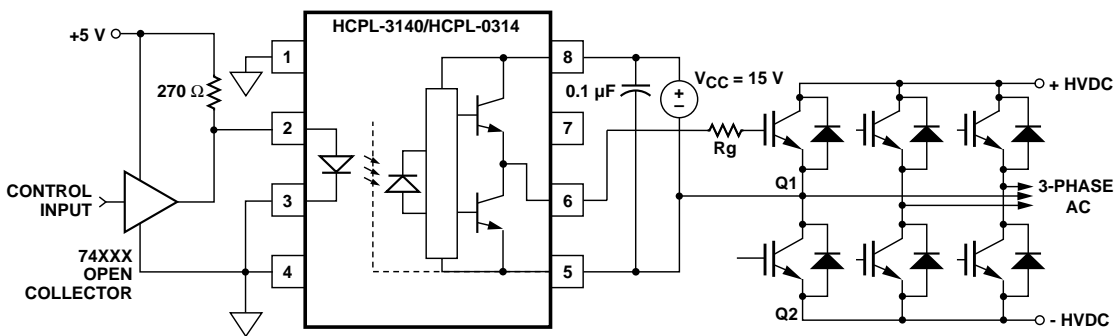 HCPL-3140/HCPL-0314
+5 V
270 Ω
CONTROL
INPUT
74XXX
OPEN
COLLECTOR
1
2
3
4
8
7
6
5
0.1 µF
VCC = 15 V
+
−
Rg
+ HVDC
Q1
3-PHASE
AC
Q2
- HVDC